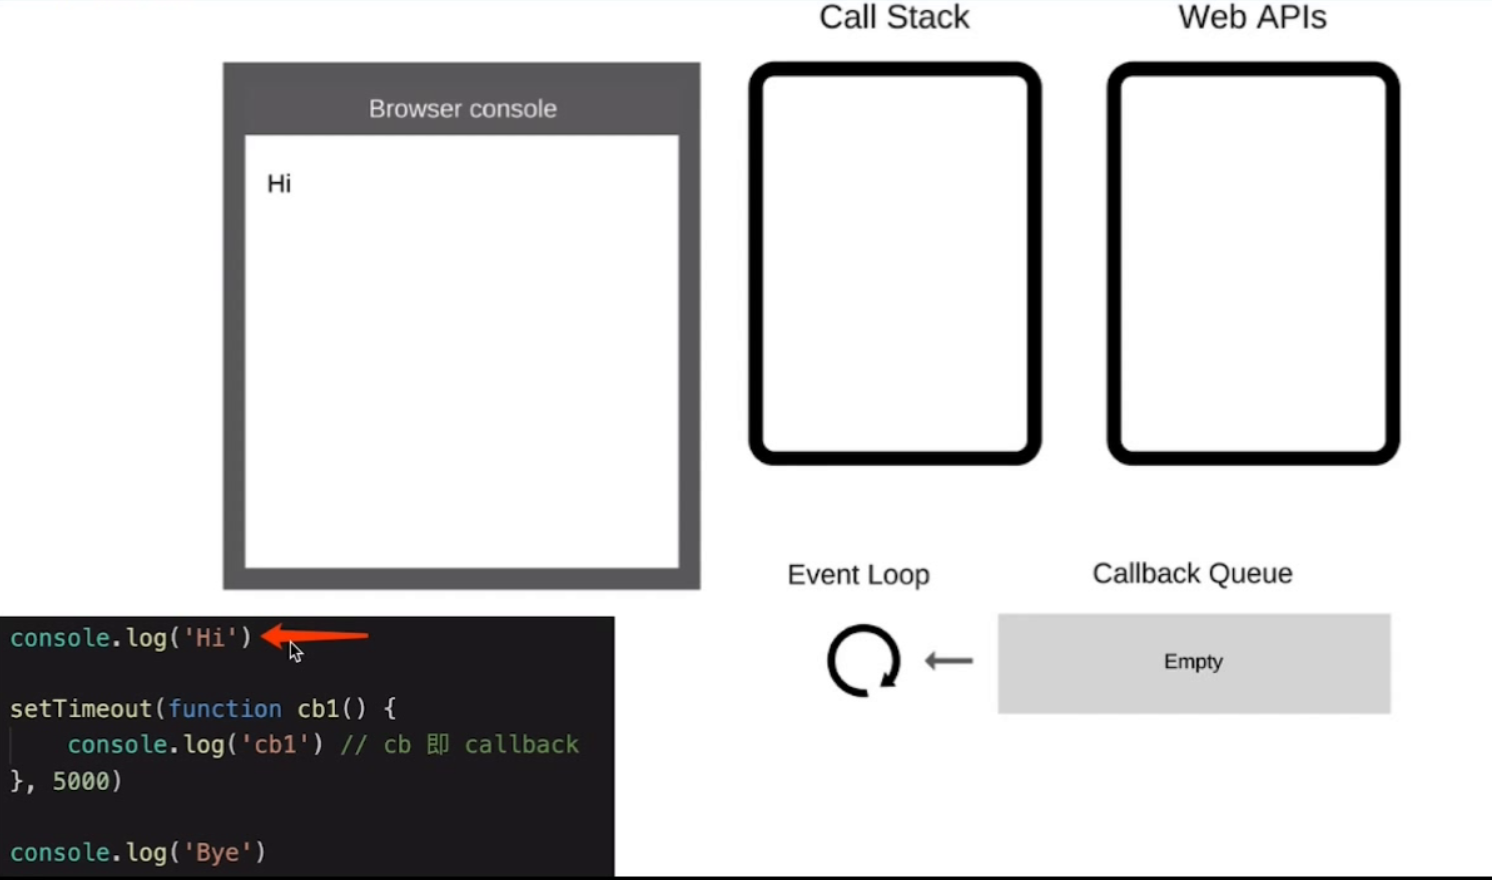 Call Stack
Web APIs
Browser console
Hi
Event Loop
Callback Queue
Empty
console.log('Hi')
setTimeout(function cb1() {
    console.log('cb1') // cb 即 callback
}, 5000)
console.log('Bye')